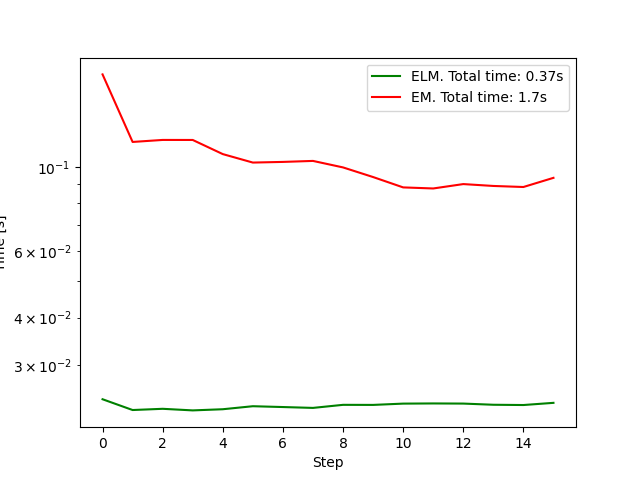 ELM. Total time: 0.37s
EM. Total time: 1.7s
10⁻¹
6 × 10⁻²
4 × 10⁻²
3 × 10⁻²
0 2 4 6 8 10 12 14
Step